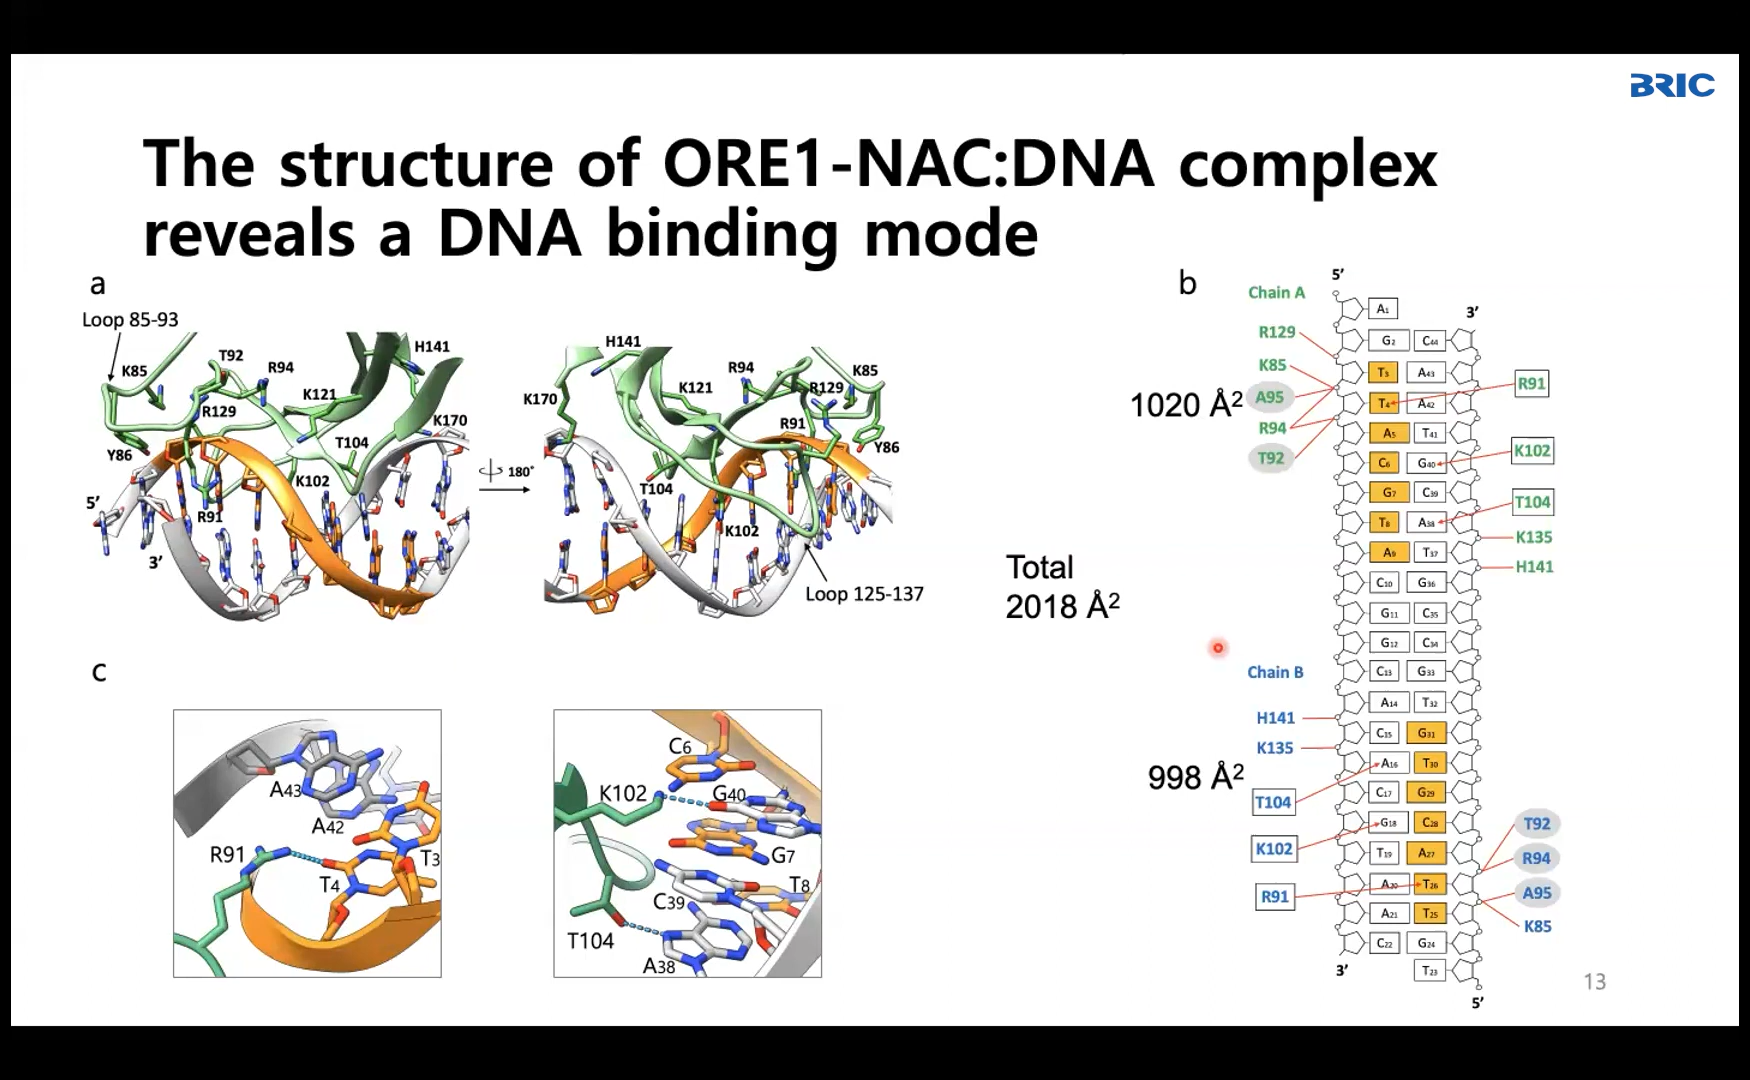 BRIC
The structure of ORE1-NAC:DNA complex
reveals a DNA binding mode
a
Loop 85-93
K85
T92
R94
H141
K121
R129
K170
Y86
T104
K102
5’
R91
3’
180°
H141
K170
K121
R94
R129
K85
R91
Y86
T104
K102
Loop 125-137
Total
2018 Å²
b
5’
Chain A
3’
R129
K85
A95
R94
T92
1020 Å²
R91
K102
T104
K135
H141
A1
G2 C44
T3 A43
T4 A42
A5 T41
C6 G40
G7 C39
T8 A38
A9 T37
C10 G36
G11 C35
G12 C34
C13 G33
A14 T32
C15 G31
A16 T30
C17 G29
G18 C28
T19 A27
A20 T26
A21 T25
C22 G24
T23
Chain B
H141
K135
998 Å²
T104
K102
R91
T92
R94
A95
K85
3’
5’
c
A43
A42
R91
T3
T4
C6
K102
G40
G7
T8
C39
T104
A38
13